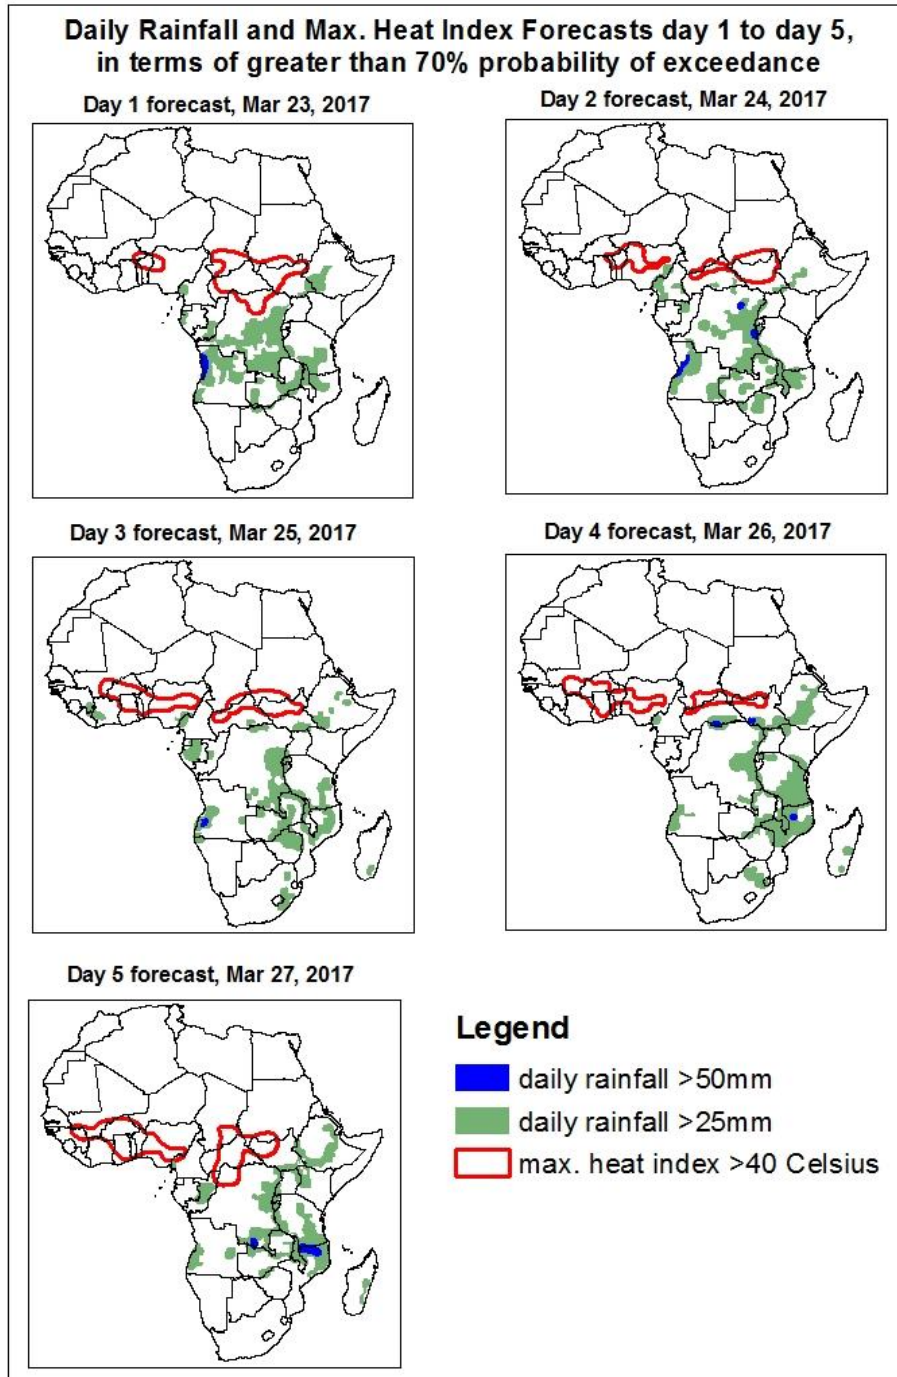 Daily Rainfall and Max. Heat Index Forecasts day 1 to day 5,
in terms of greater than 70% probability of exceedance
Day 1 forecast, Mar 23, 2017
Day 2 forecast, Mar 24, 2017
Day 3 forecast, Mar 25, 2017
Day 4 forecast, Mar 26, 2017
Day 5 forecast, Mar 27, 2017
Legend
daily rainfall >50mm
daily rainfall >25mm
max. heat index >40 Celsius